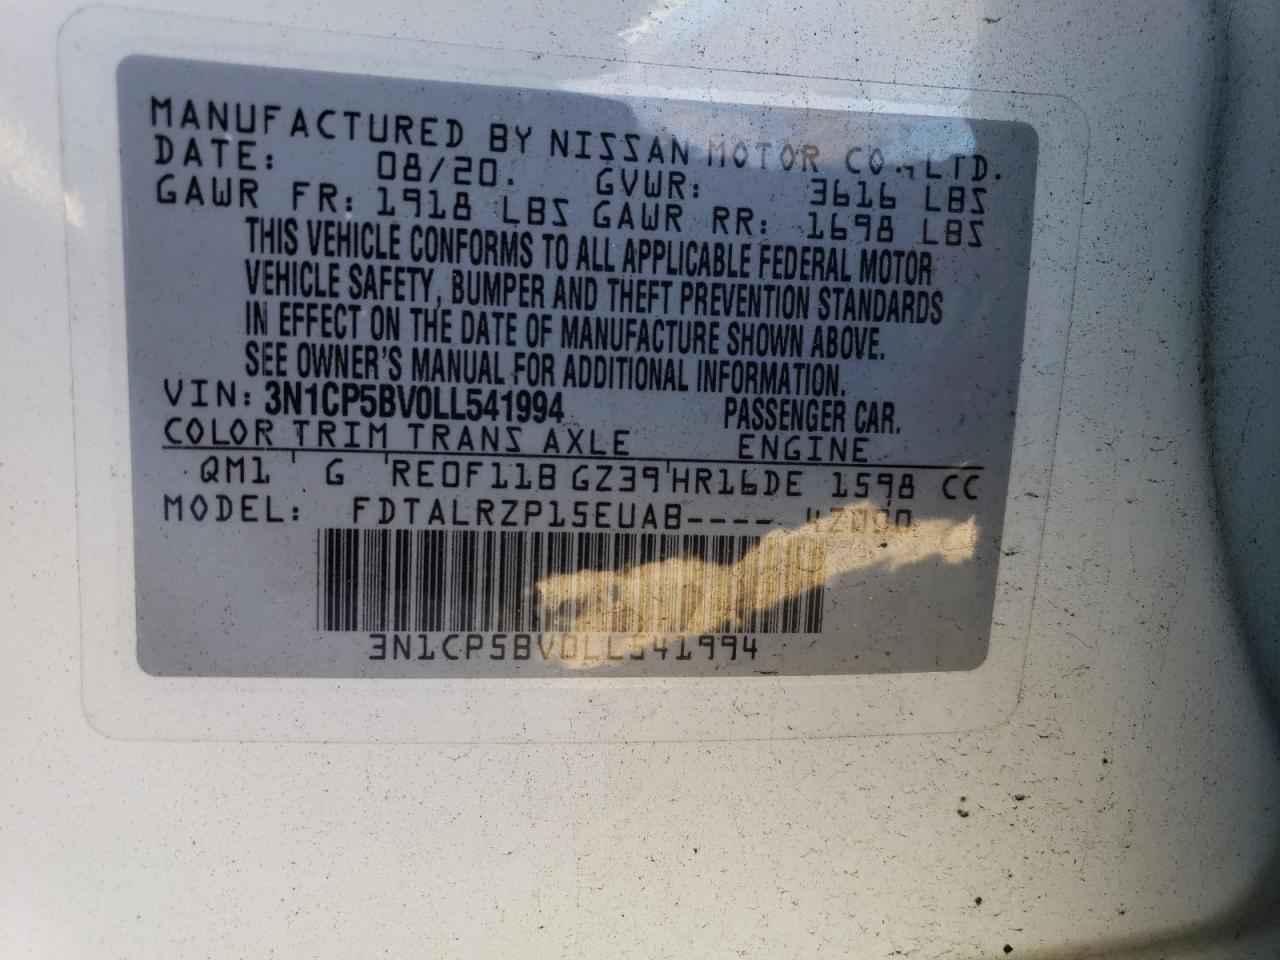 MANUFACTURED BY NISSAN MOTOR CO., LTD.
DATE: 08/20. GVWR: 3616 LBS
GAWR FR: 1918 LBS GAWR RR: 1698 LBS
THIS VEHICLE CONFORMS TO ALL APPLICABLE FEDERAL MOTOR
VEHICLE SAFETY, BUMPER AND THEFT PREVENTION STANDARDS
IN EFFECT ON THE DATE OF MANUFACTURE SHOWN ABOVE.
SEE OWNER'S MANUAL FOR ADDITIONAL INFORMATION.
VIN: 3N1CP5BV0LL541994 PASSENGER CAR.
COLOR TRIM TRANS AXLE ENGINE
QM1 G RE0F11B GZ39 HR16DE 1598 CC
MODEL: FDTALRZP15EUAB----
3N1CP5BV0LL541994